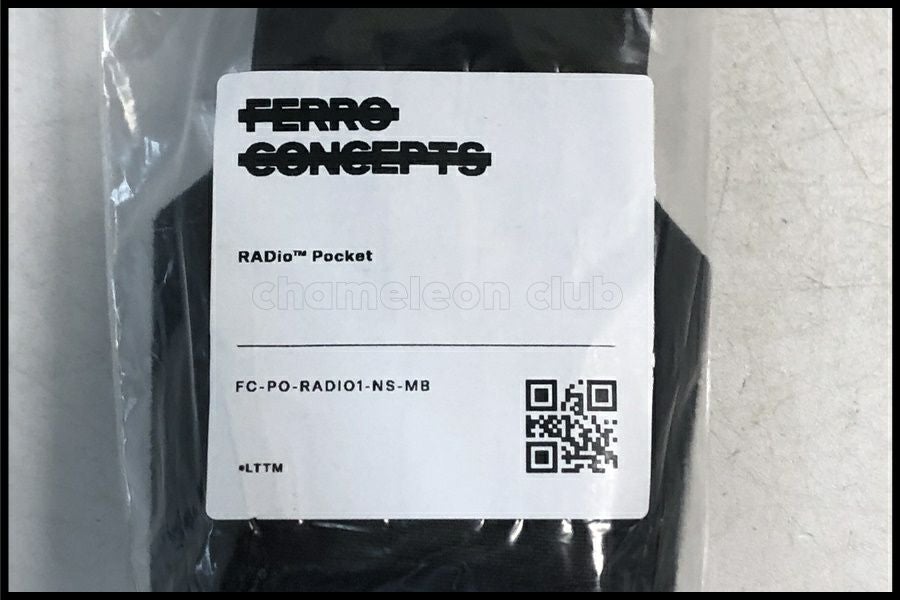 FERRO
CONCEPTS
RADio™ Pocket
chameleon club
FC-PO-RADIO1-NS-MB
•LTTM